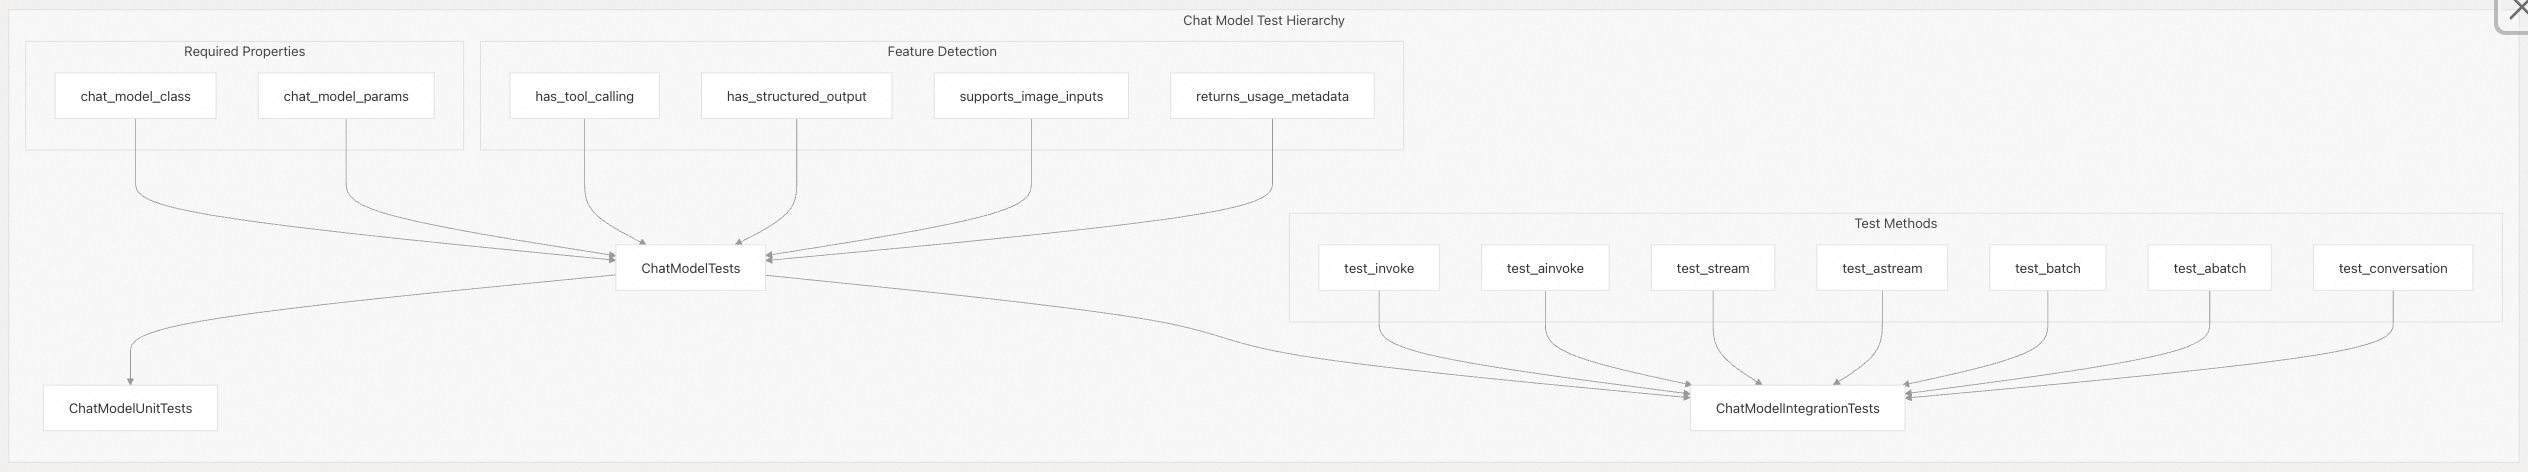 Chat Model Test Hierarchy
Required Properties
Feature Detection
chat_model_class
chat_model_params
has_tool_calling
has_structured_output
supports_image_inputs
returns_usage_metadata
Test Methods
ChatModelTests
test_invoke
test_ainvoke
test_stream
test_astream
test_batch
test_abatch
test_conversation
ChatModelUnitTests
ChatModelIntegrationTests